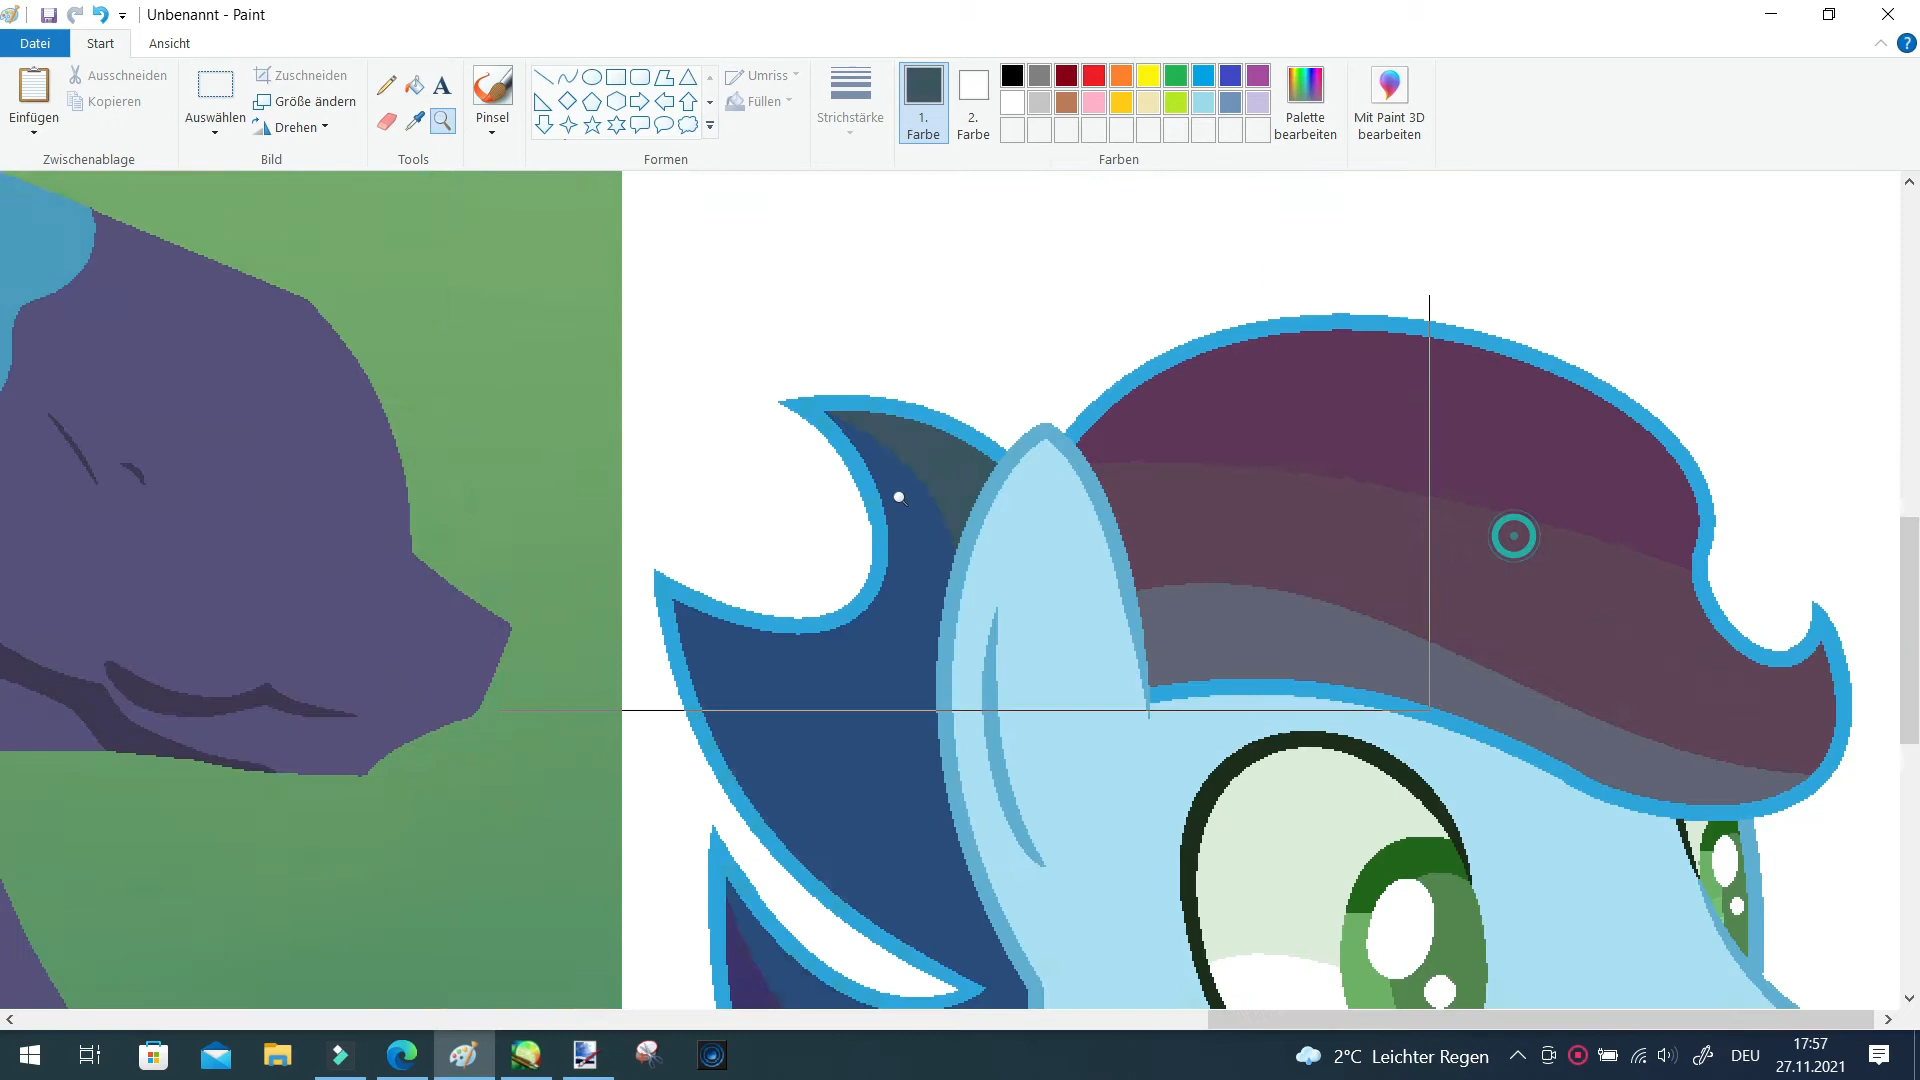 Unbenannt - Paint
Datei
Start
Ansicht
Einfügen
Ausschneiden
Kopieren
Zwischenablage
Auswählen
Zuschneiden
Größe ändern
Drehen
Bild
A
Tools
Pinsel
Umriss
Füllen
Formen
Strichstärke
1.
Farbe
2.
Farbe
Palette
bearbeiten
Farben
Mit Paint 3D
bearbeiten
?
2°C Leichter Regen
DEU
17:57
27.11.2021